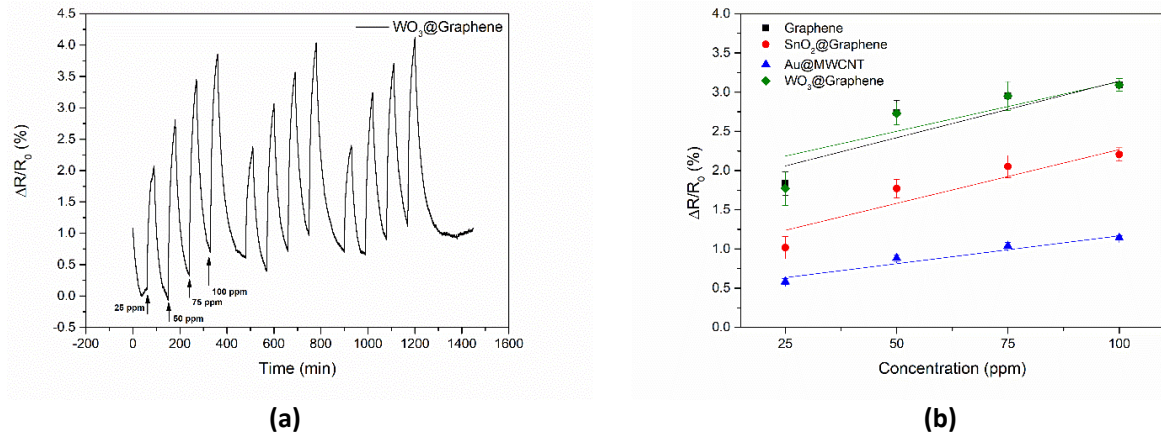 WO3@Graphene
4.5
4.0
3.5
3.0
2.5
2.0
1.5
1.0
0.5
0.0
-0.5
ΔR/R0 (%)
25 ppm
50 ppm
75 ppm
100 ppm
-200 0 200 400 600 800 1000 1200 1400 1600
Time (min)
(a)
Graphene
SnO2@Graphene
Au@MWCNT
WO3@Graphene
4.0
3.5
3.0
2.5
2.0
1.5
1.0
0.5
0.0
ΔR/R0 (%)
25 50 75 100
Concentration (ppm)
(b)